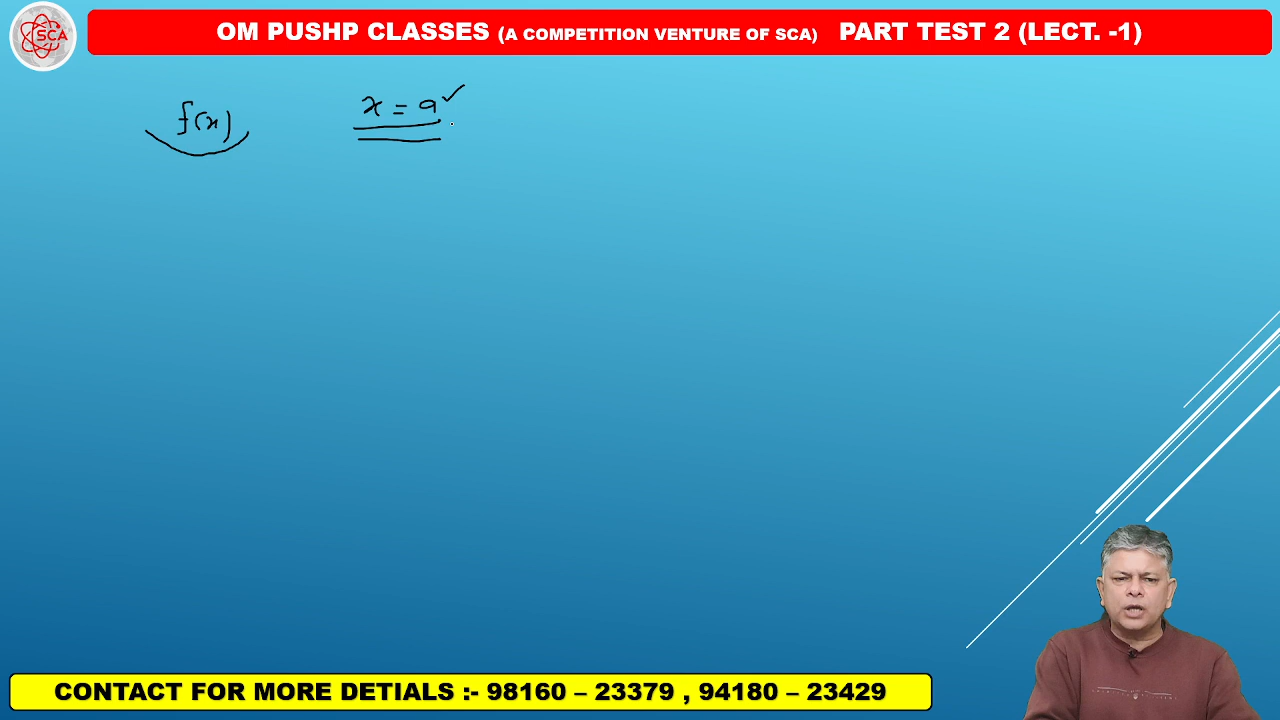 SCA
OM PUSHP CLASSES (A COMPETITION VENTURE OF SCA) PART TEST 2 (LECT. -1)
f(x) x = a ✓
CONTACT FOR MORE DETIALS :- 98160 – 23379 , 94180 – 23429